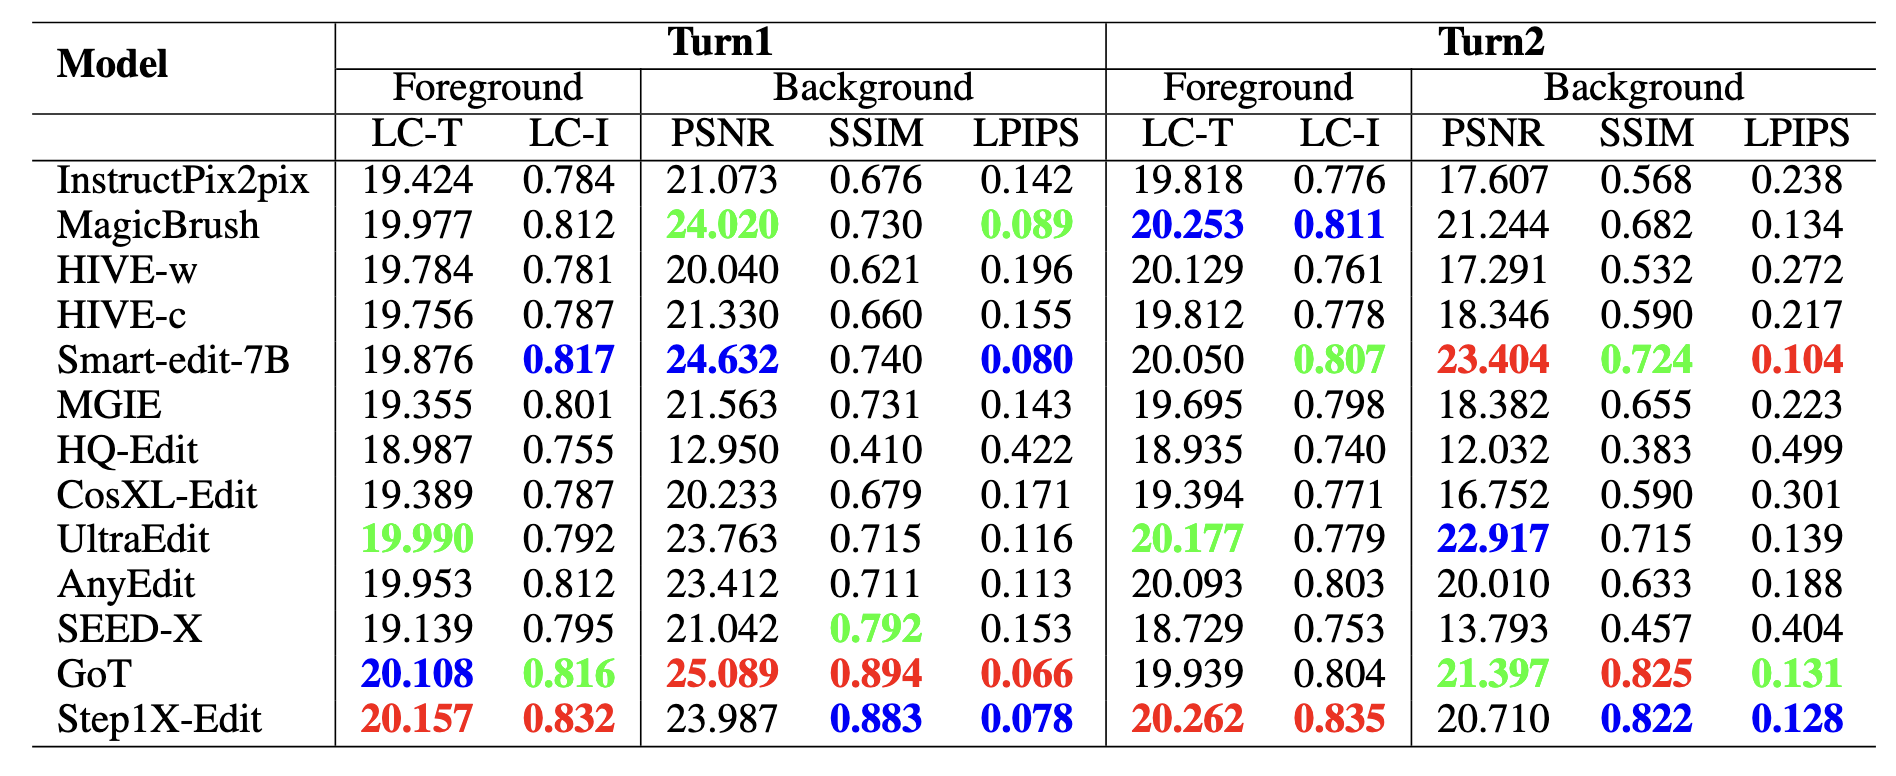 Model Turn1 Turn2
Foreground Background Foreground Background
LC-T LC-I PSNR SSIM LPIPS LC-T LC-I PSNR SSIM LPIPS
InstructPix2pix 19.424 0.784 21.073 0.676 0.142 19.818 0.776 17.607 0.568 0.238
MagicBrush 19.977 0.812 24.020 0.730 0.089 20.253 0.811 21.244 0.682 0.134
HIVE-w 19.784 0.781 20.040 0.621 0.196 20.129 0.761 17.291 0.532 0.272
HIVE-c 19.756 0.787 21.330 0.660 0.155 19.812 0.778 18.346 0.590 0.217
Smart-edit-7B 19.876 0.817 24.632 0.740 0.080 20.050 0.807 23.404 0.724 0.104
MGIE 19.355 0.801 21.563 0.731 0.143 19.695 0.798 18.382 0.655 0.223
HQ-Edit 18.987 0.755 12.950 0.410 0.422 18.935 0.740 12.032 0.383 0.499
CosXL-Edit 19.389 0.787 20.233 0.679 0.171 19.394 0.771 16.752 0.590 0.301
UltraEdit 19.990 0.792 23.763 0.715 0.116 20.177 0.779 22.917 0.715 0.139
AnyEdit 19.953 0.812 23.412 0.711 0.113 20.093 0.803 20.010 0.633 0.188
SEED-X 19.139 0.795 21.042 0.792 0.153 18.729 0.753 13.793 0.457 0.404
GoT 20.108 0.816 25.089 0.894 0.066 19.939 0.804 21.397 0.825 0.131
Step1X-Edit 20.157 0.832 23.987 0.883 0.078 20.262 0.835 20.710 0.822 0.128